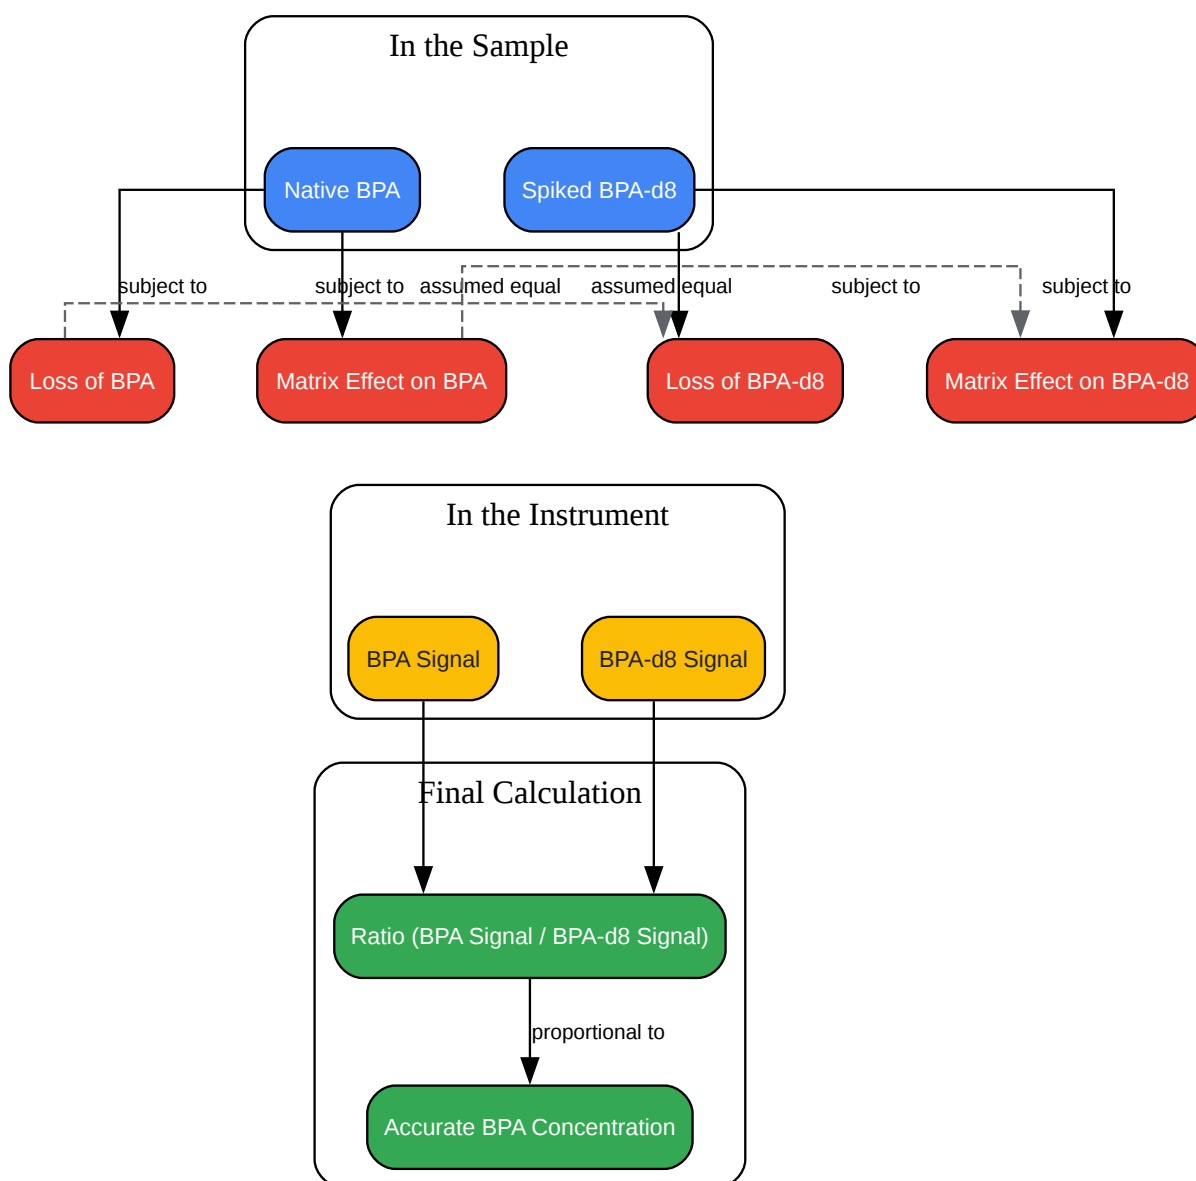 In the Sample
Native BPA
Spiked BPA-d8
subject to
subject to
assumed equal
assumed equal
subject to
subject to
Loss of BPA
Matrix Effect on BPA
Loss of BPA-d8
Matrix Effect on BPA-d8
In the Instrument
BPA Signal
BPA-d8 Signal
Final Calculation
Ratio (BPA Signal / BPA-d8 Signal)
proportional to
Accurate BPA Concentration